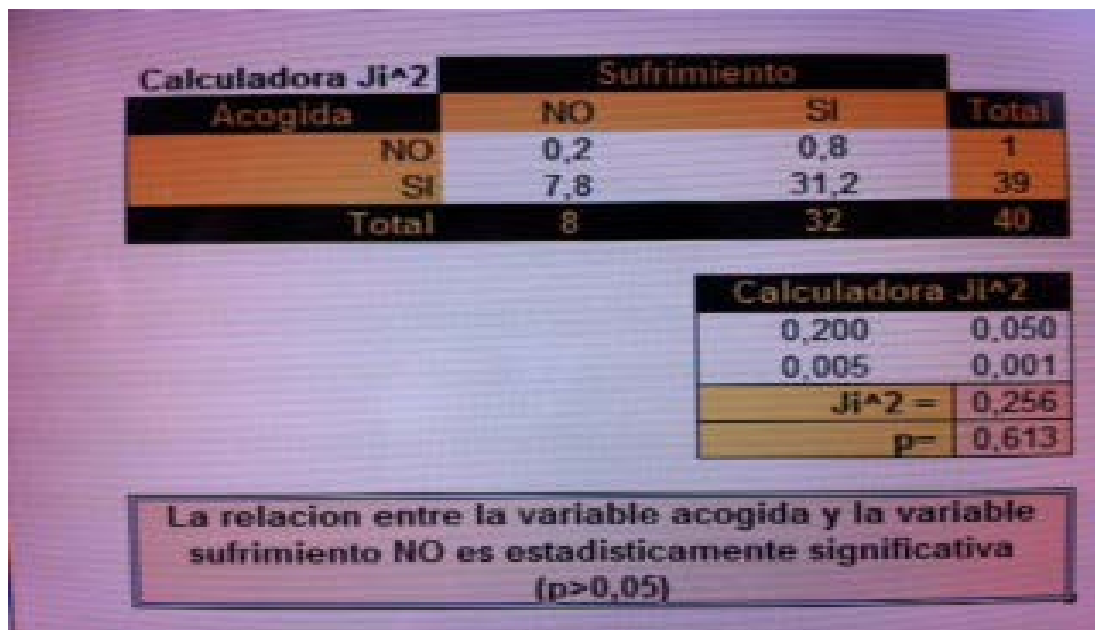 Calculadora Ji^2 Sufrimiento
Acogida NO SI Total
NO 0,2 0,8 1
SI 7,8 31,2 39
Total 8 32 40
Calculadora JI^2
0,200 0,050
0,005 0,001
Ji^2 = 0,256
p= 0,613
La relacion entre la variable acogida y la variable
sufrimiento NO es estadisticamente significativa
(p>0,05)